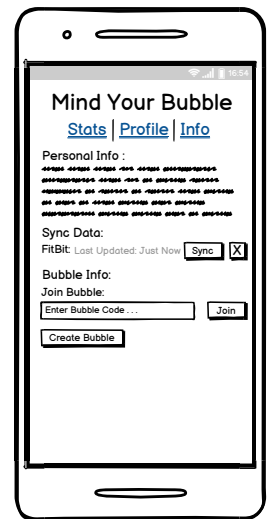 16:54
Mind Your Bubble
Stats | Profile | Info
Personal Info :
Sync Data:
FitBit: Last Updated: Just Now Sync X
Bubble Info:
Join Bubble:
Enter Bubble Code . . . Join
Create Bubble